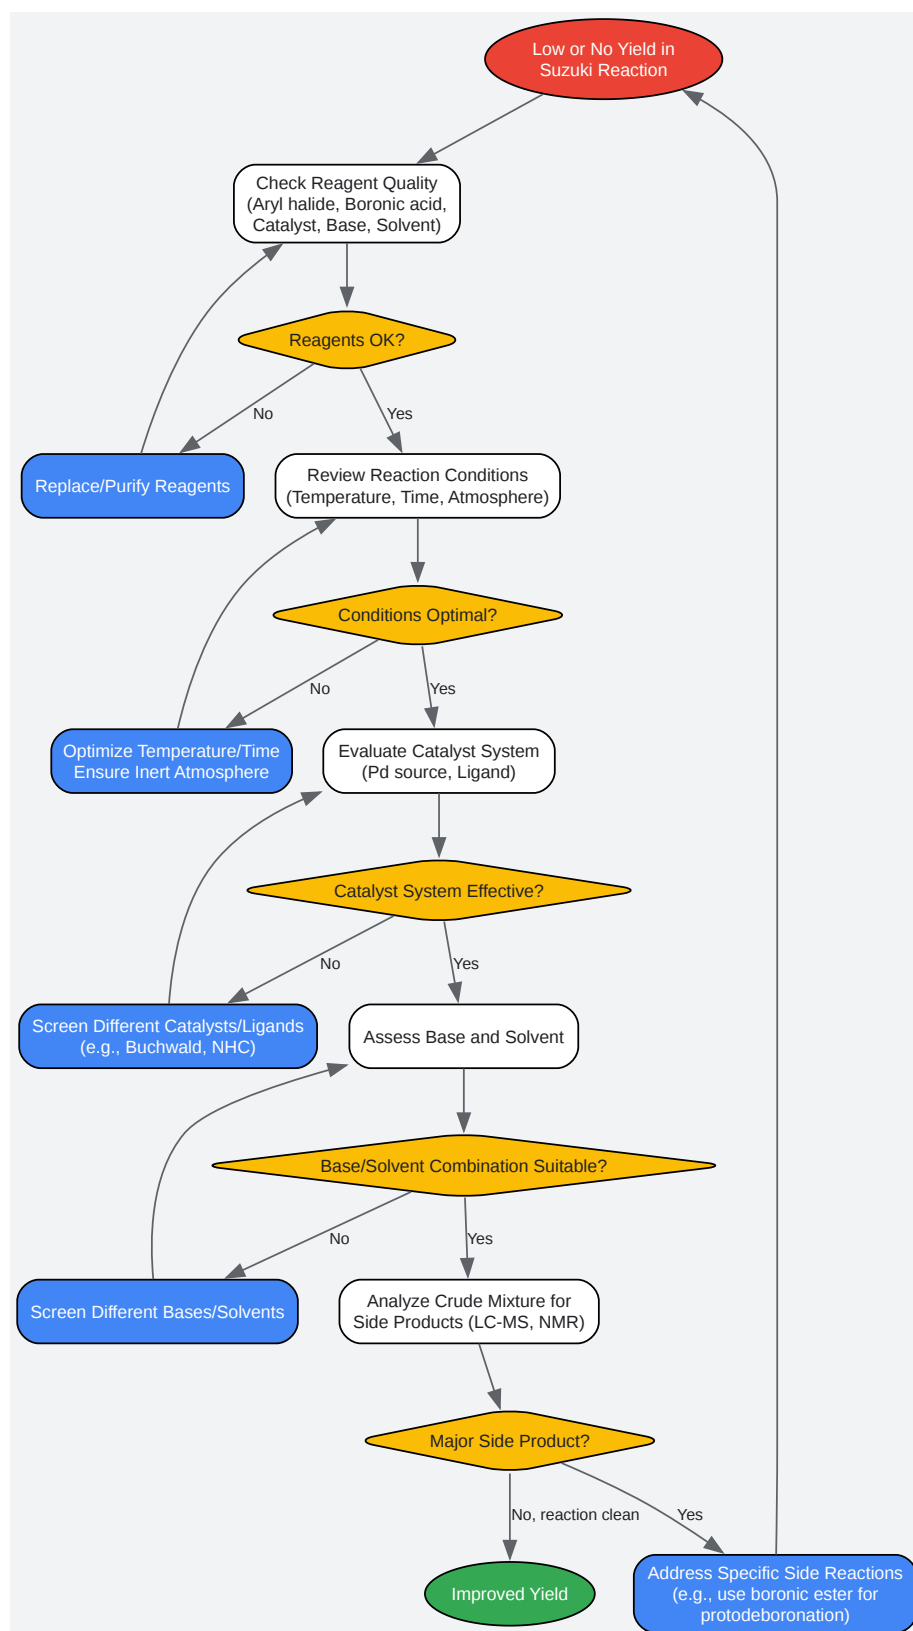 Low or No Yield in
Suzuki Reaction
Check Reagent Quality
(Aryl halide, Boronic acid,
Catalyst, Base, Solvent)
Reagents OK?
No
Yes
Replace/Purify Reagents
Review Reaction Conditions
(Temperature, Time, Atmosphere)
Conditions Optimal?
No
Yes
Optimize Temperature/Time
Ensure Inert Atmosphere
Evaluate Catalyst System
(Pd source, Ligand)
Catalyst System Effective?
No
Yes
Screen Different Catalysts/Ligands
(e.g., Buchwald, NHC)
Assess Base and Solvent
Base/Solvent Combination Suitable?
No
Yes
Screen Different Bases/Solvents
Analyze Crude Mixture for
Side Products (LC-MS, NMR)
Major Side Product?
No, reaction clean
Yes
Improved Yield
Address Specific Side Reactions
(e.g., use boronic ester for
protodeboronation)